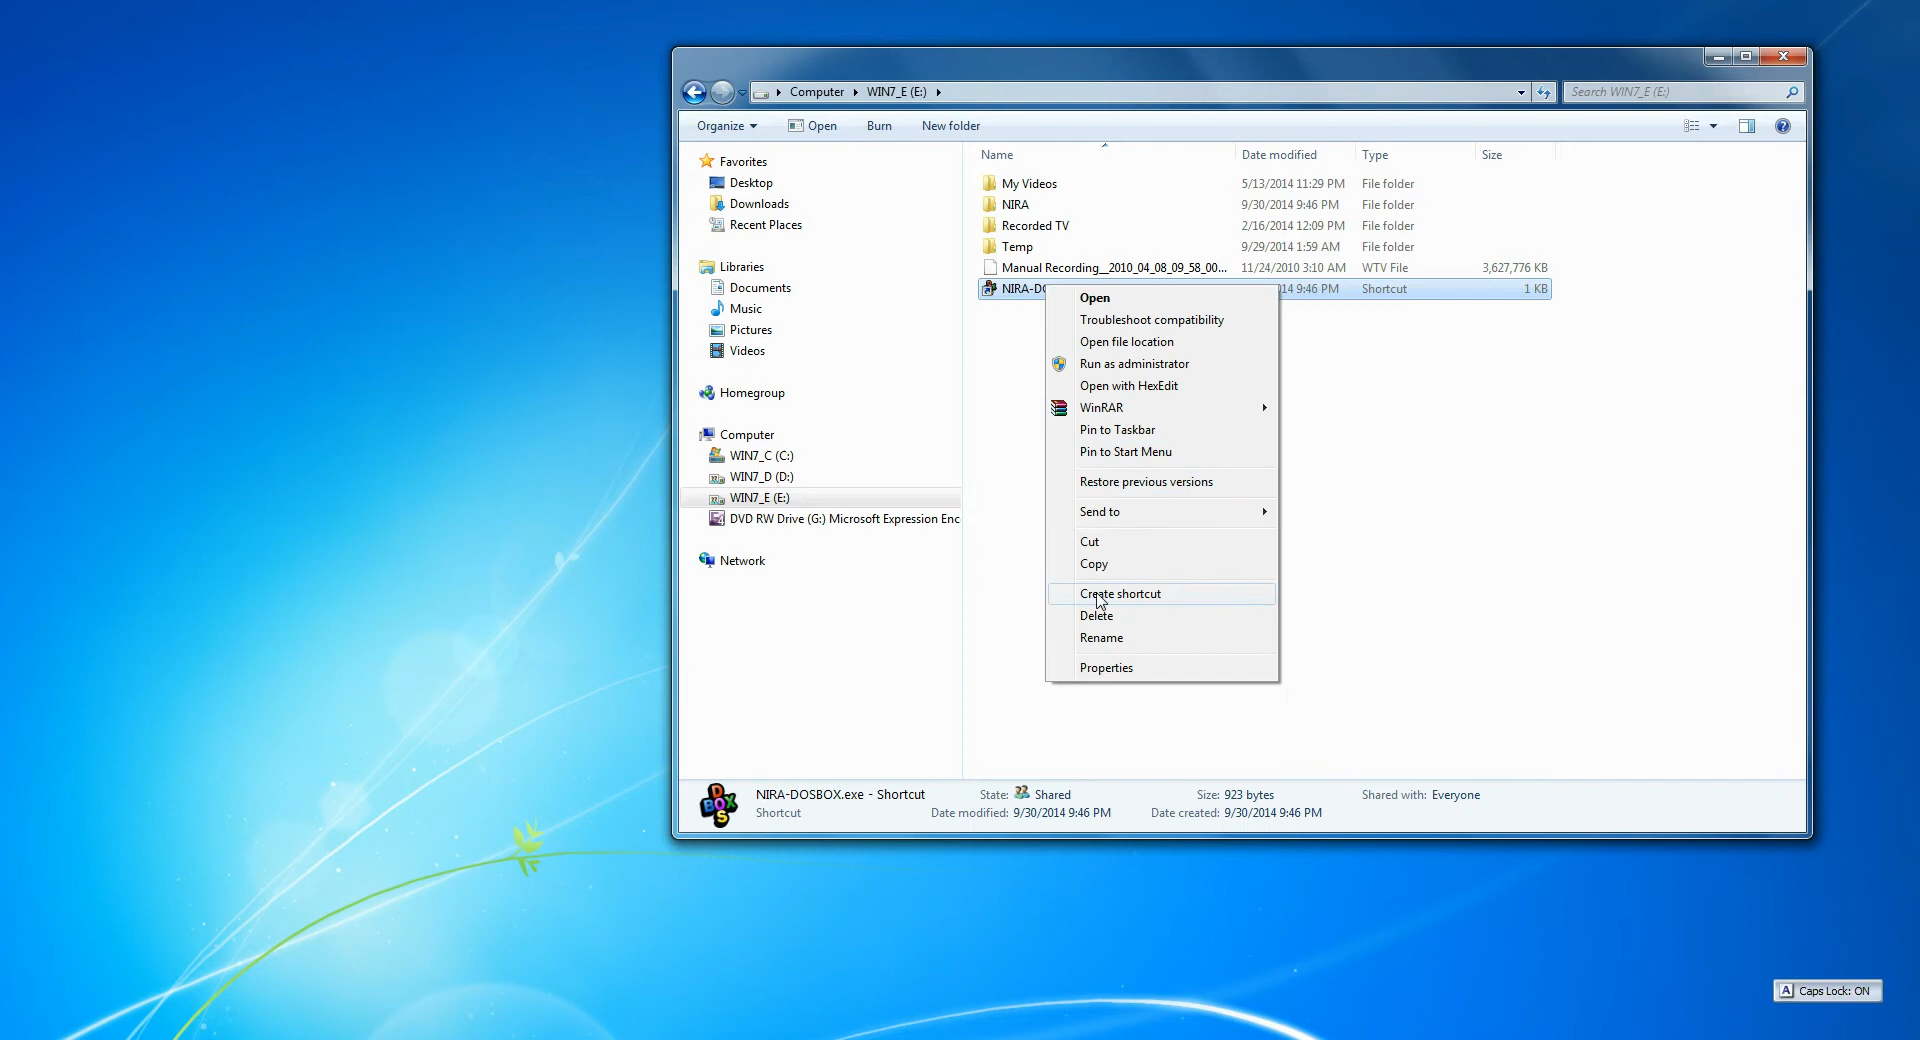 Computer WIN7_E (E:)
Search WIN7_E (E:)
Organize Open Burn New folder
Name Date modified Type Size
Favorites
Desktop
Downloads
Recent Places
Libraries
Documents
Music
Pictures
Videos
Homegroup
Computer
WIN7_C (C:)
WIN7_D (D:)
WIN7_E (E:)
DVD RW Drive (G:) Microsoft Expression Enc
Network
My Videos 5/13/2014 11:29 PM File folder
NIRA 9/30/2014 9:46 PM File folder
Recorded TV 2/16/2014 12:09 PM File folder
Temp 9/29/2014 1:59 AM File folder
Manual Recording__2010_04_08_09_58_00... 11/24/2010 3:10 AM WTV File 3,627,776 KB
NIRA-DO 14 9:46 PM Shortcut 1 KB
Open
Troubleshoot compatibility
Open file location
Run as administrator
Open with HexEdit
WinRAR
Pin to Taskbar
Pin to Start Menu
Restore previous versions
Send to
Cut
Copy
Create shortcut
Delete
Rename
Properties
DOS BOX
NIRA-DOSBOX.exe - Shortcut State: Shared Size: 923 bytes Shared with: Everyone
Shortcut Date modified: 9/30/2014 9:46 PM Date created: 9/30/2014 9:46 PM
A Caps Lock: ON